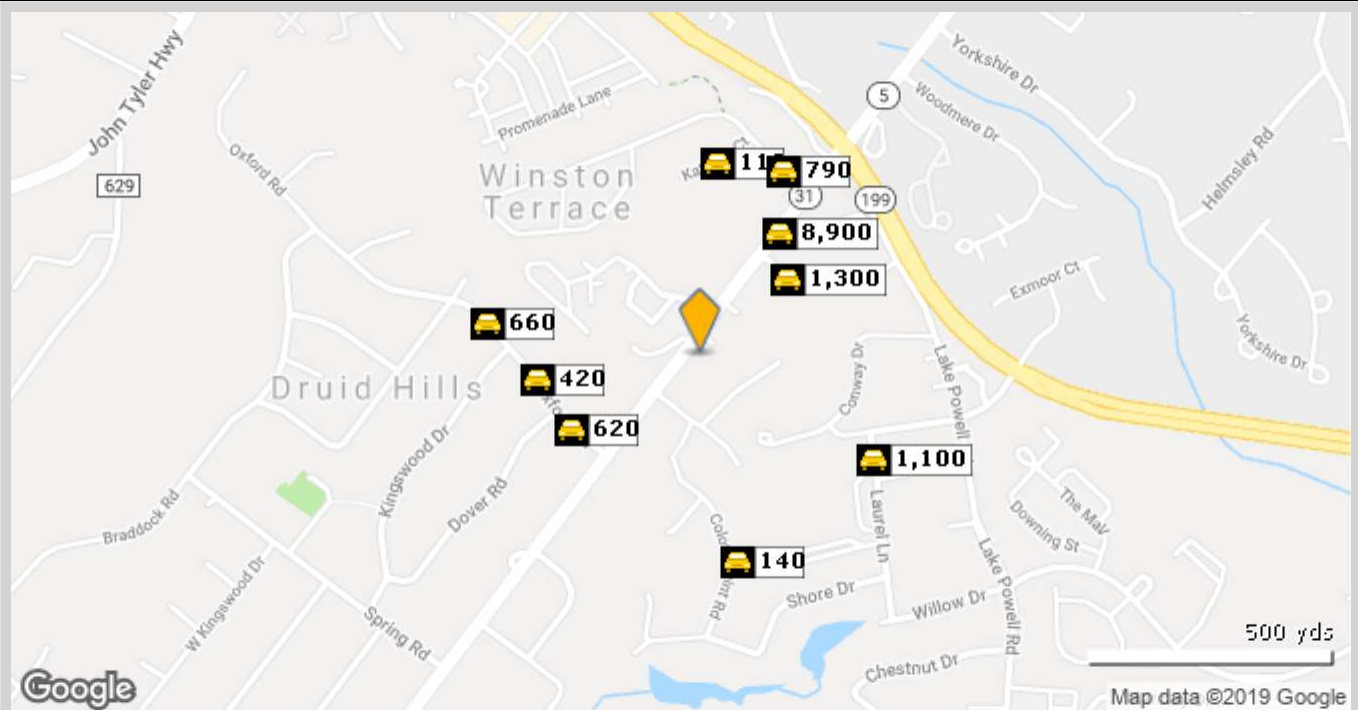 John Tyler Hwy
Yorkshire Dr
5
Woodmere Dr
Promenade Lane
Oxford Rd
629
Winston
Terrace
790
31
199
Helmsley Rd
8,900
1,300
Exmoor Ct
660
Yorkshire Dr
Druid Hills
420
Conway Dr
Lake Powell
620
Kingswood Dr
1,100
Dover Rd
Braddock Rd
Laurel Ln
The Mall
Downing St
140
Lake Powell Rd
W Kingswood Dr
Shore Dr
Willow Dr
Spring Rd
500 yds
Chestnut Dr
Google
Map data ©2019 Google